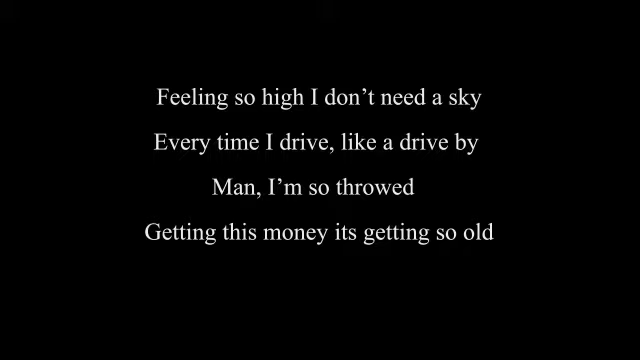 Feeling so high I don’t need a sky
Every time I drive, like a drive by
Man, I’m so throwed
Getting this money its getting so old